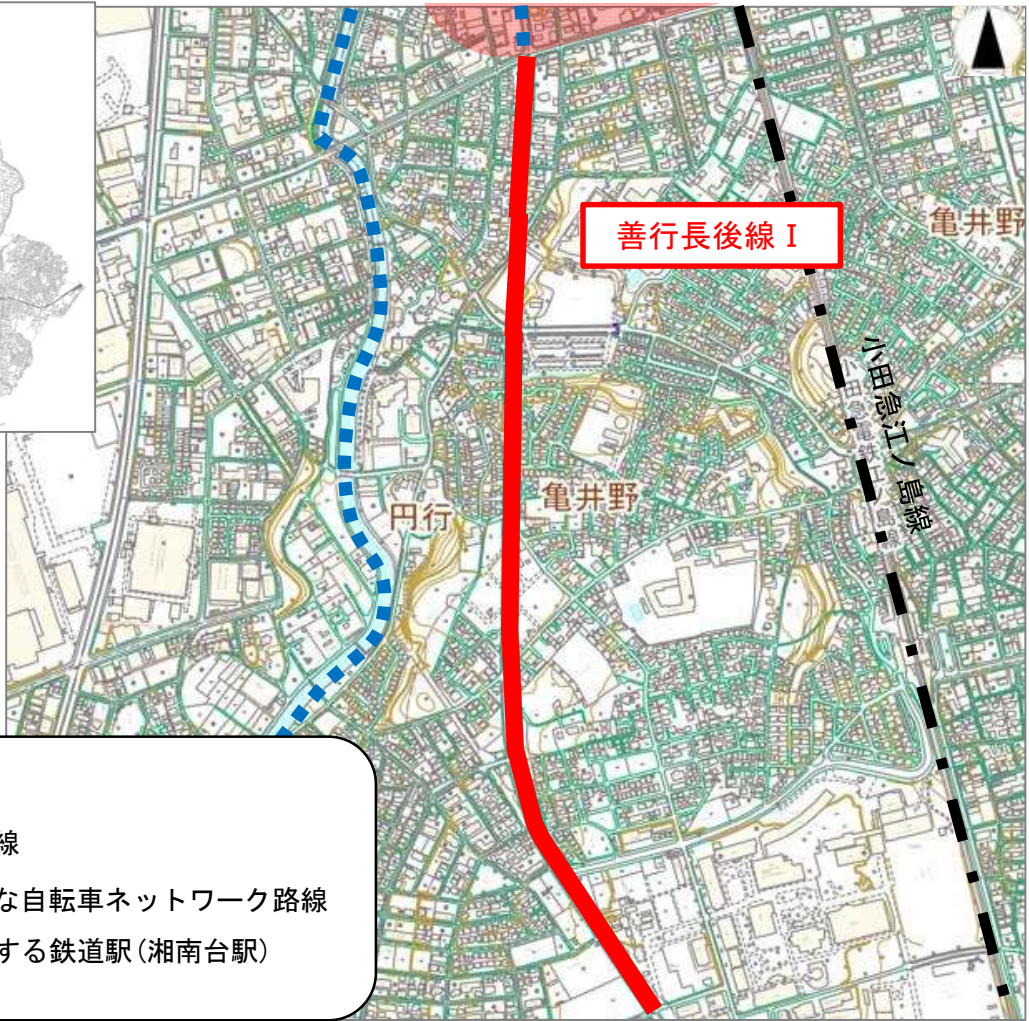 善行長後線Ⅰ
亀井野
小田急江ノ島線
円行
亀井野
線
な自転車ネットワーク路線
する鉄道駅(湘南台駅)